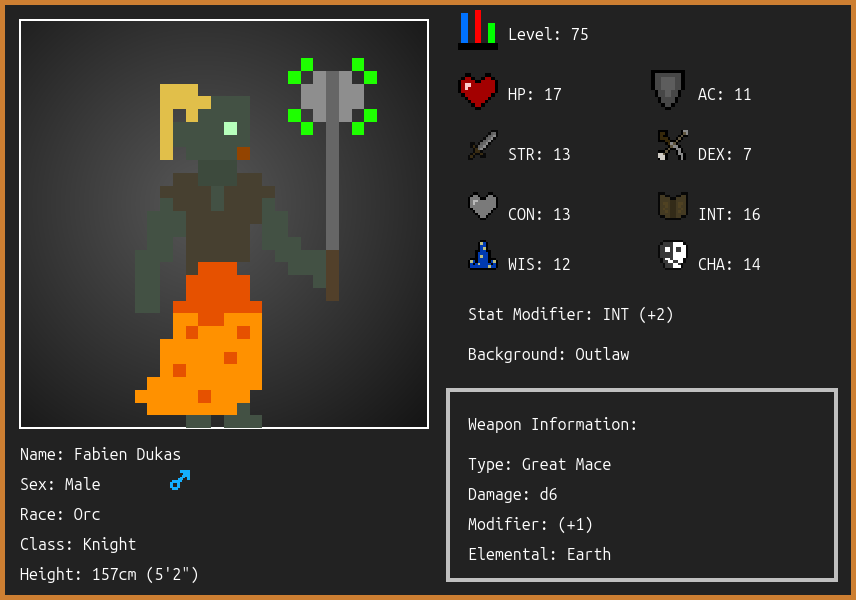 Level: 75
HP: 17
AC: 11
STR: 13
DEX: 7
CON: 13
INT: 16
WIS: 12
CHA: 14
Stat Modifier: INT (+2)
Background: Outlaw
Weapon Information:
Type: Great Mace
Damage: d6
Modifier: (+1)
Elemental: Earth
Name: Fabien Dukas
Sex: Male
Race: Orc
Class: Knight
Height: 157cm (5'2")